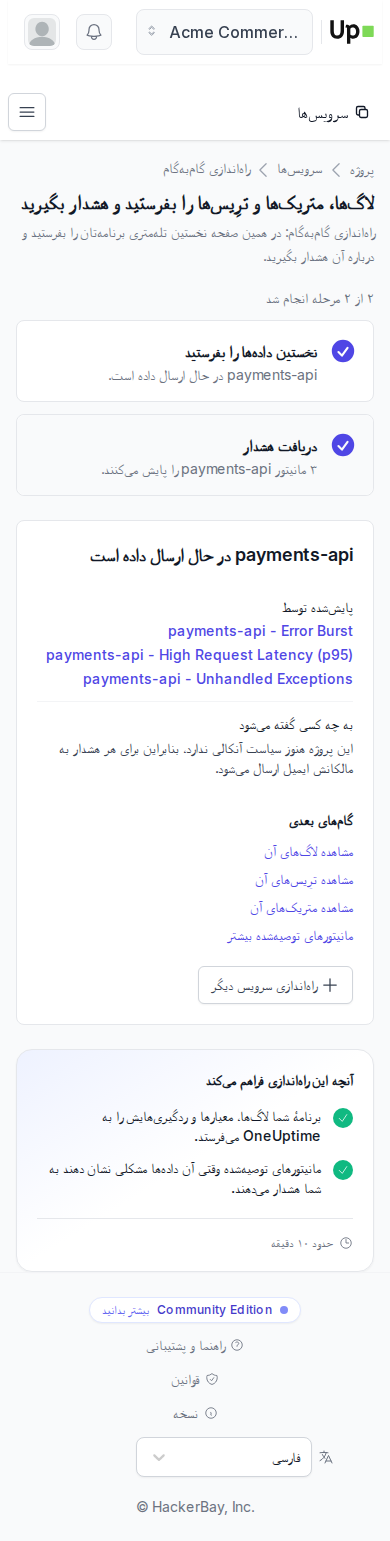 Up
Acme Commer...
سرویس‌ها
پروژه
سرویس‌ها
راه‌اندازی گام‌به‌گام
لاگ‌ها، متریک‌ها و تریس‌ها را بفرستید و هشدار بگیرید
راه‌اندازی گام‌به‌گام: در همین صفحه نخستین تله‌متری برنامه‌تان را بفرستید و
درباره آن هشدار بگیرید.
۲ از ۲ مرحله انجام شد
نخستین داده‌ها را بفرستید
payments-api در حال ارسال داده است.
دریافت هشدار
۳ مانیتور payments-api را پایش می‌کنند.
payments-api در حال ارسال داده است
پایش‌شده توسط
payments-api - Error Burst
payments-api - High Request Latency (p95)
payments-api - Unhandled Exceptions
به چه کسی گفته می‌شود
این پروژه هنوز سیاست آنکالی ندارد. بنابراین برای هر هشدار به
مالکانش ایمیل ارسال می‌شود.
گام‌های بعدی
مشاهده لاگ‌های آن
مشاهده تریس‌های آن
مشاهده متریک‌های آن
مانیتورهای توصیه‌شده بیشتر
راه‌اندازی سرویس دیگر
آنچه این راه‌اندازی فراهم می‌کند
برنامهٔ شما لاگ‌ها، معیارها و ردگیری‌هایش را به
OneUptime می‌فرستد.
مانیتورهای توصیه‌شده وقتی آن داده‌ها مشکلی نشان دهند به
شما هشدار می‌دهند.
حدود ۱۰ دقیقه
Community Edition بیشتر بدانید
راهنما و پشتیبانی
قوانین
نسخه
فارسی
© HackerBay, Inc.